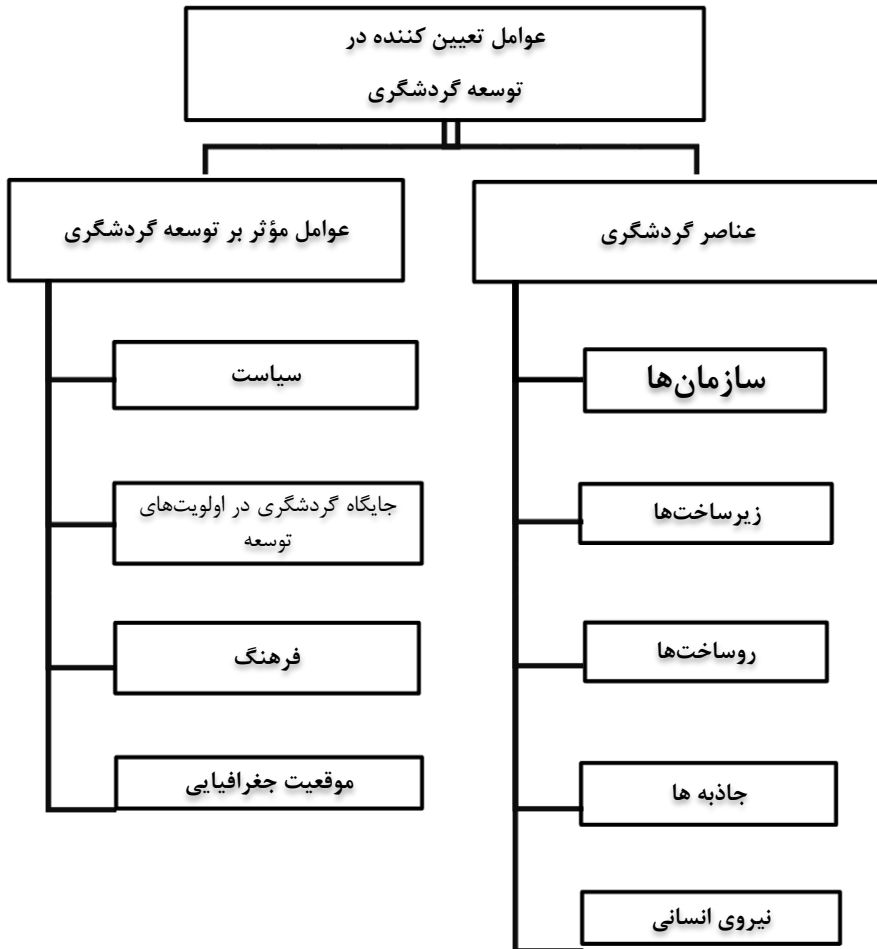 عوامل تعیین کننده در
توسعه گردشگری
عناصر گردشگری
سازمان‌ها
زیرساخت‌ها
روساخت‌ها
جاذبه ها
نیروی انسانی
عوامل مؤثر بر توسعه گردشگری
سیاست
جایگاه گردشگری در اولویت‌های
توسعه
فرهنگ
موقعیت جغرافیایی